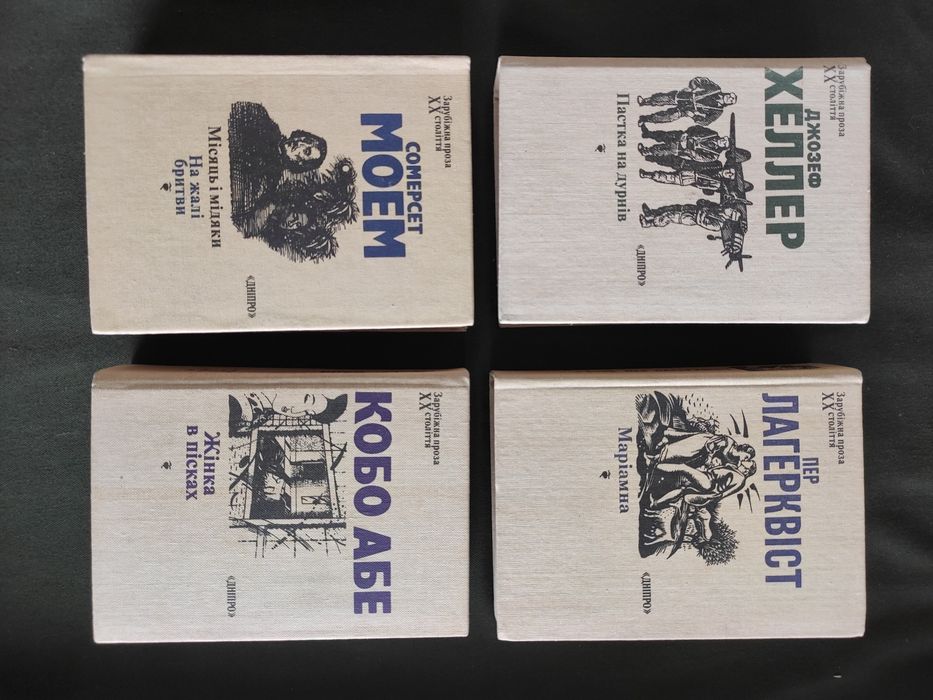 Зарубіжна проза
XX століття
СОМЕРСЕТ
МОЕМ
Місяць і мідяки
На жалі
бритви
«ДНІПРО»
Зарубіжна проза
XX століття
ДЖОЗЕФ
ХЕЛЛЕР
Пастка на дурнів
«ДНІПРО»
Зарубіжна проза
XX століття
КОБО АБЕ
Жінка
в пісках
«ДНІПРО»
Зарубіжна проза
XX століття
ПЕР
ЛАГЕРКВІСТ
Маріамна
«ДНІПРО»